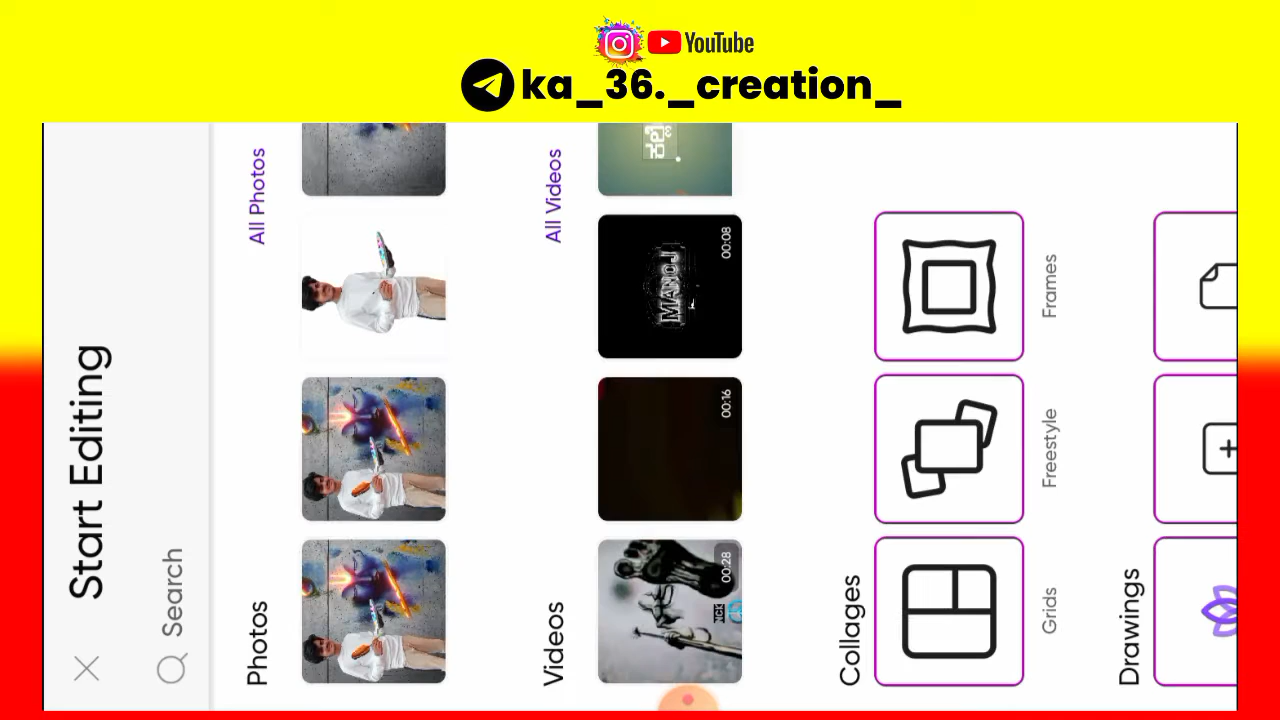 YouTube
ka_36._creation_
Start Editing
Search
Photos
All Photos
Videos
All Videos
00:28
00:16
MANOJ
00:08
Collages
Grids
Freestyle
Frames
Drawings